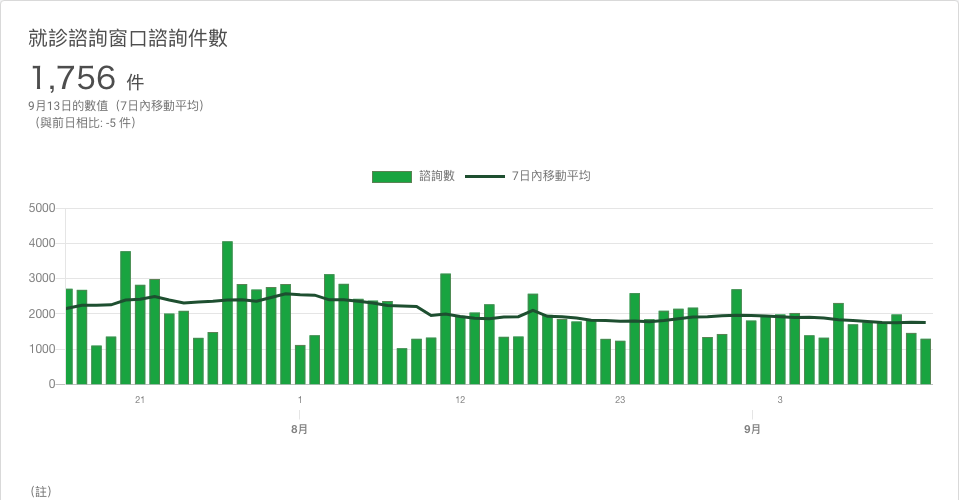 就診諮詢窗口諮詢件數
1,756 件
9月13日的數值（7日內移動平均）
（與前日相比: -5 件）
諮詢數 7日內移動平均
5000
4000
3000
2000
1000
0
21 1 12 23 3
8月 9月
（註）